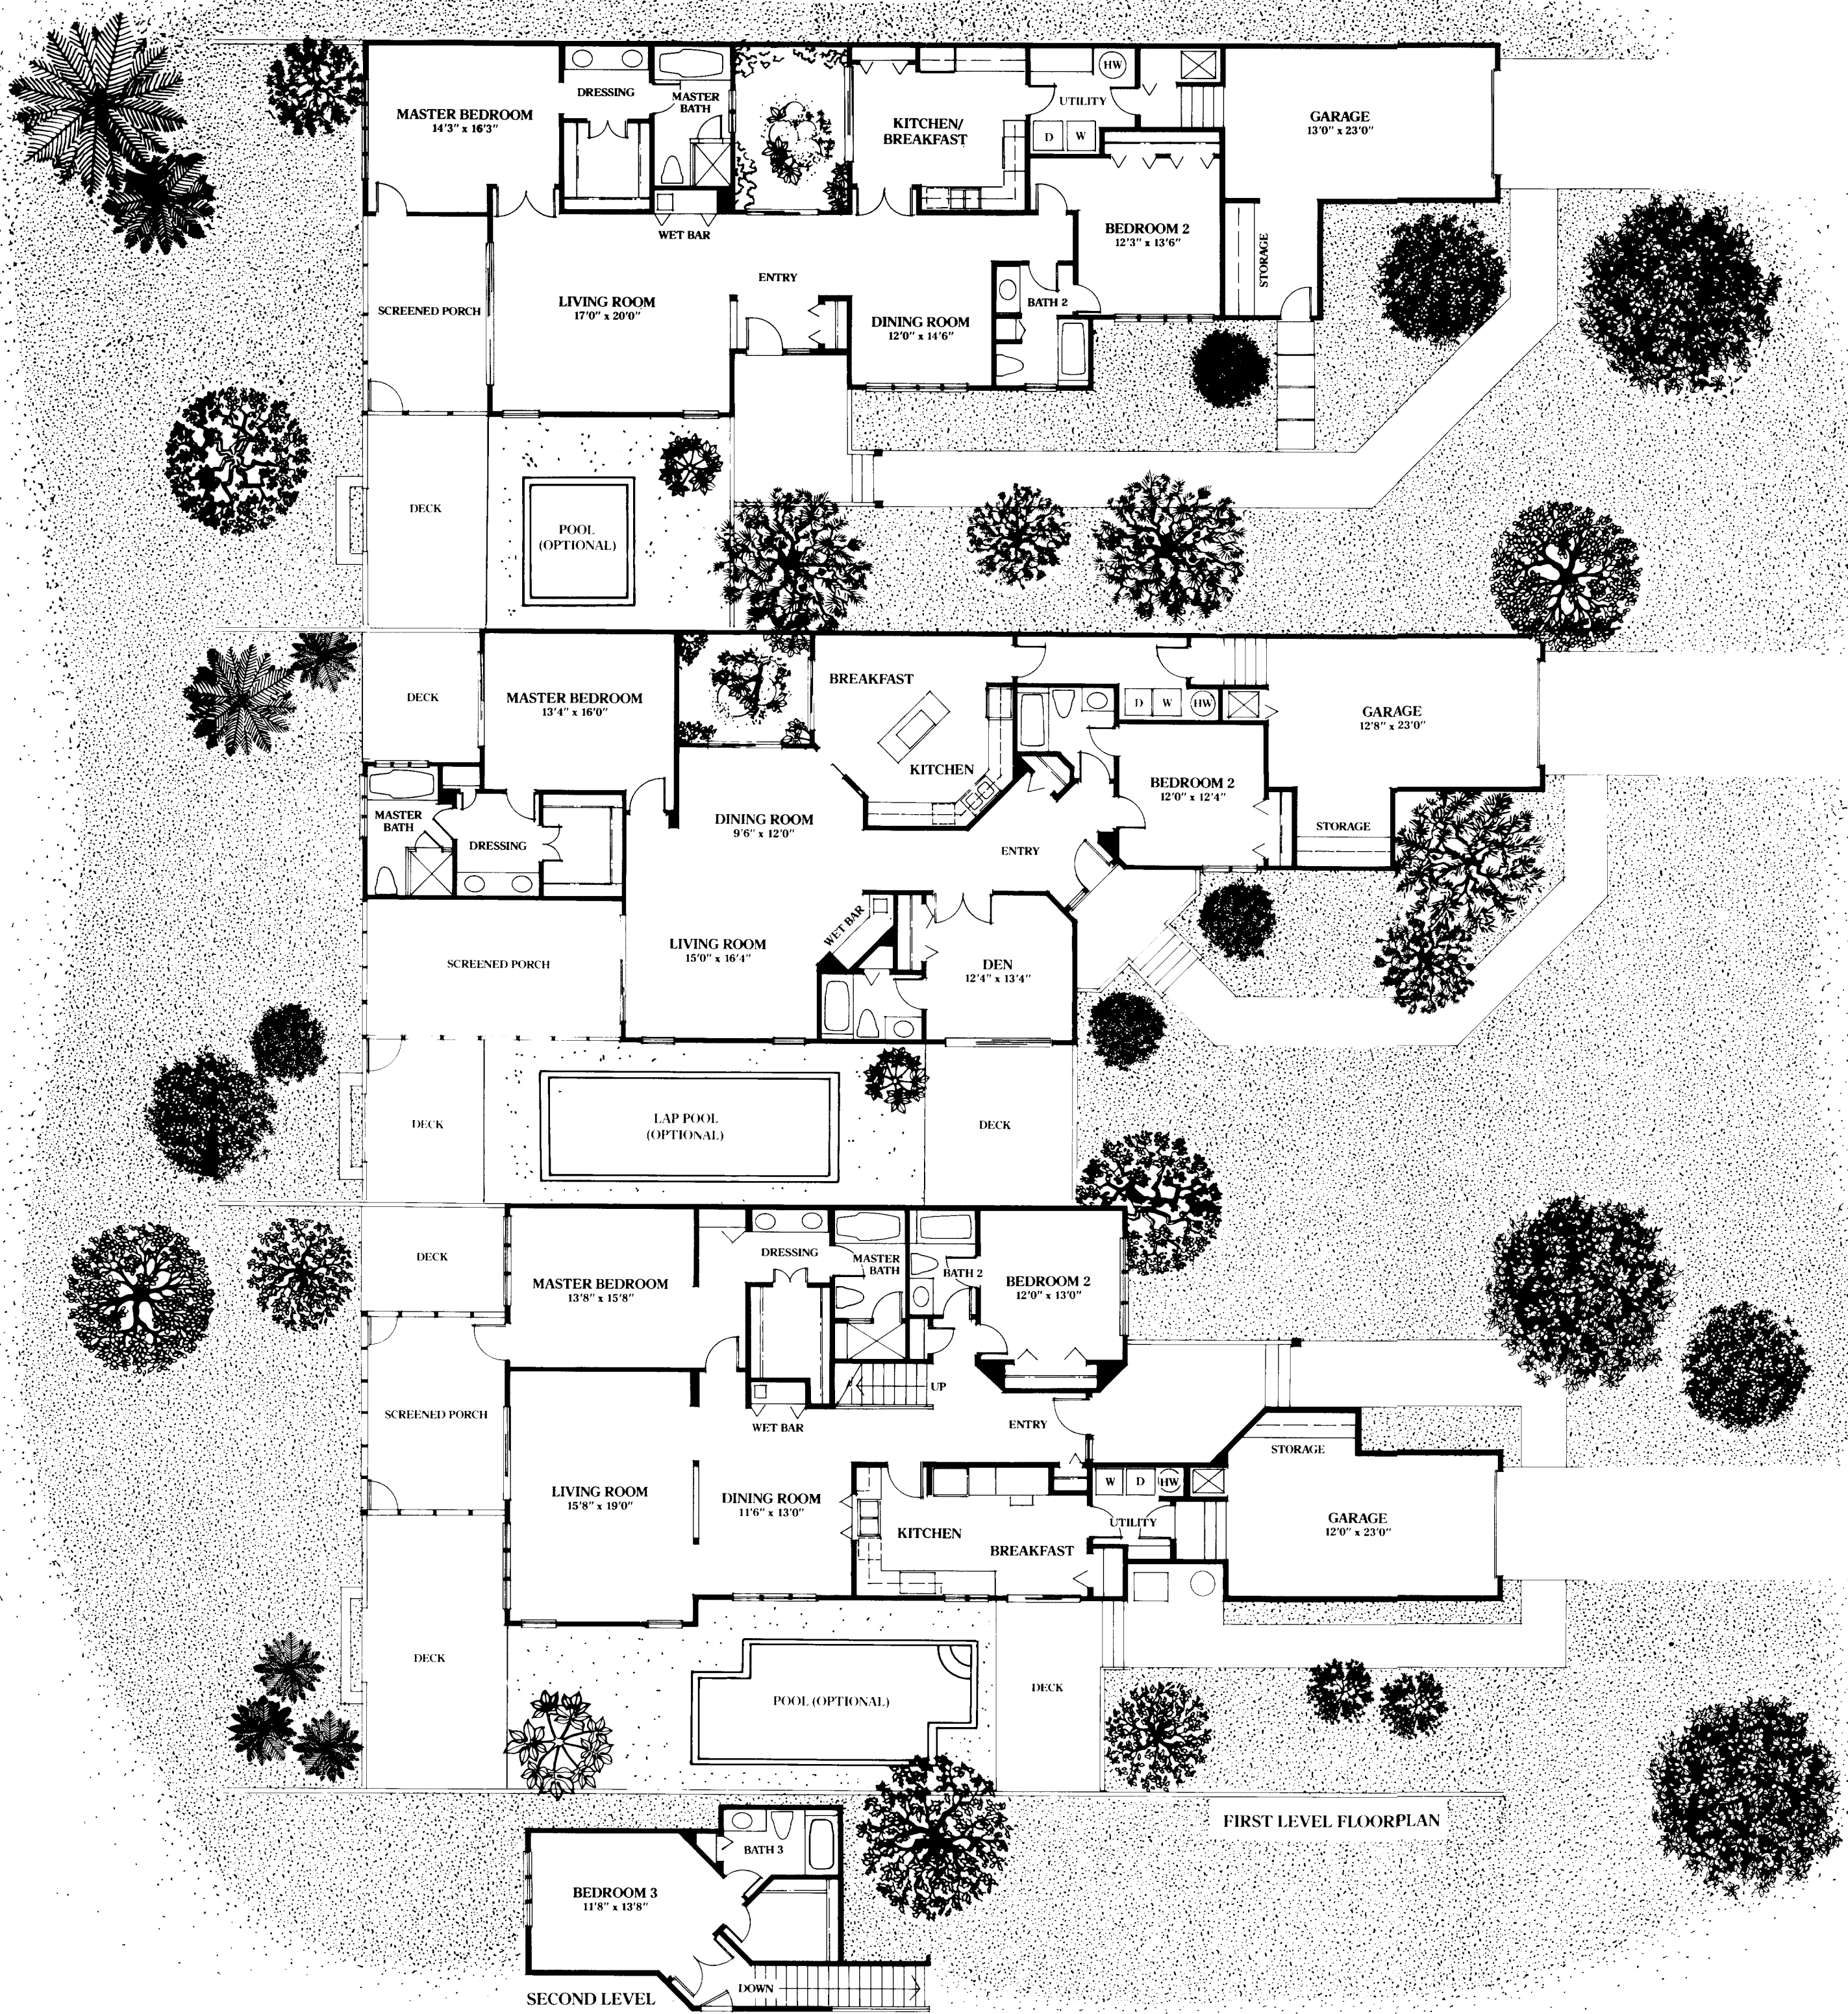 MASTER BEDROOM
14'3" x 16'3"
DRESSING
MASTER
BATH
KITCHEN/
BREAKFAST
HW
UTILITY
D W
GARAGE
13'0" x 23'0"
WET BAR
BEDROOM 2
12'3" x 13'6"
STORAGE
SCREENED PORCH
LIVING ROOM
17'0" x 20'0"
ENTRY
DINING ROOM
12'0" x 14'6"
BATH 2
DECK
POOL
(OPTIONAL)
DECK
MASTER BEDROOM
13'4" x 16'0"
BREAKFAST
KITCHEN
D W HW
GARAGE
12'8" x 23'0"
BEDROOM 2
12'0" x 12'4"
MASTER
BATH
DRESSING
DINING ROOM
9'6" x 12'0"
ENTRY
STORAGE
SCREENED PORCH
LIVING ROOM
15'0" x 16'4"
WET BAR
DEN
12'4" x 13'4"
DECK
LAP POOL
(OPTIONAL)
DECK
DECK
MASTER BEDROOM
13'8" x 15'8"
DRESSING
MASTER
BATH
BATH 2
BEDROOM 2
12'0" x 13'0"
UP
SCREENED PORCH
WET BAR
ENTRY
STORAGE
LIVING ROOM
15'8" x 19'0"
DINING ROOM
11'6" x 13'0"
KITCHEN
BREAKFAST
W D HW
UTILITY
GARAGE
12'0" x 23'0"
DECK
POOL (OPTIONAL)
DECK
FIRST LEVEL FLOORPLAN
BATH 3
BEDROOM 3
11'8" x 13'8"
DOWN
SECOND LEVEL